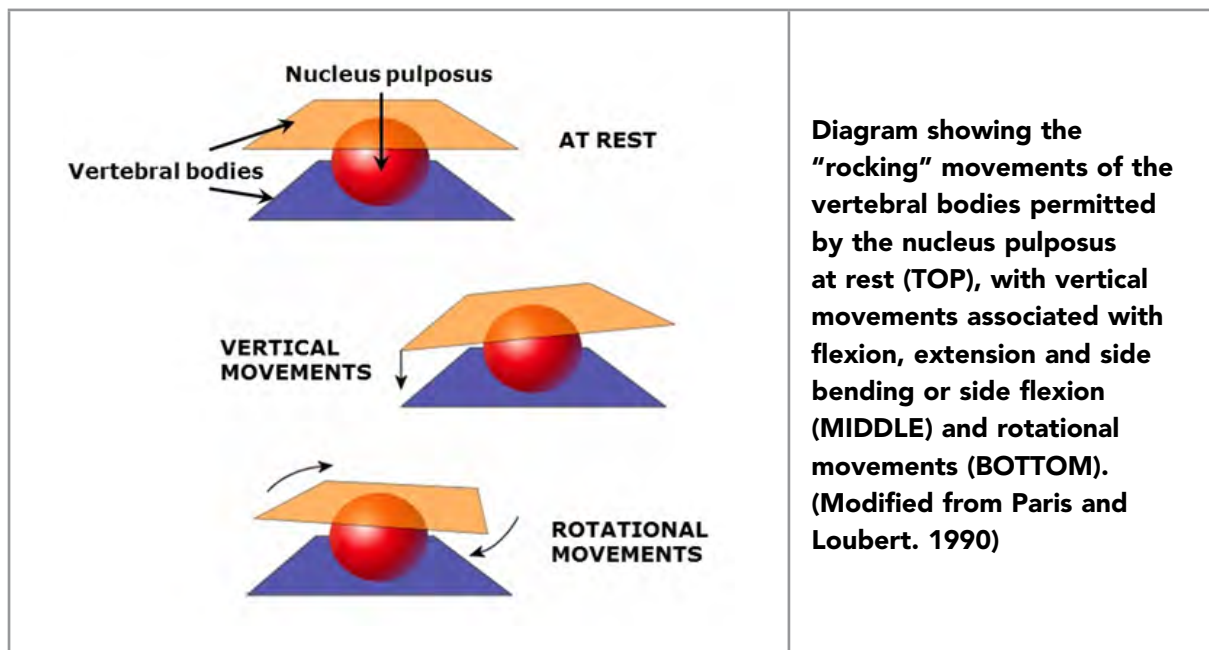 Nucleus pulposus
AT REST
Vertebral bodies
VERTICAL
MOVEMENTS
ROTATIONAL
MOVEMENTS
Diagram showing the
“rocking” movements of the
vertebral bodies permitted
by the nucleus pulposus
at rest (TOP), with vertical
movements associated with
flexion, extension and side
bending or side flexion
(MIDDLE) and rotational
movements (BOTTOM).
(Modified from Paris and
Loubert. 1990)